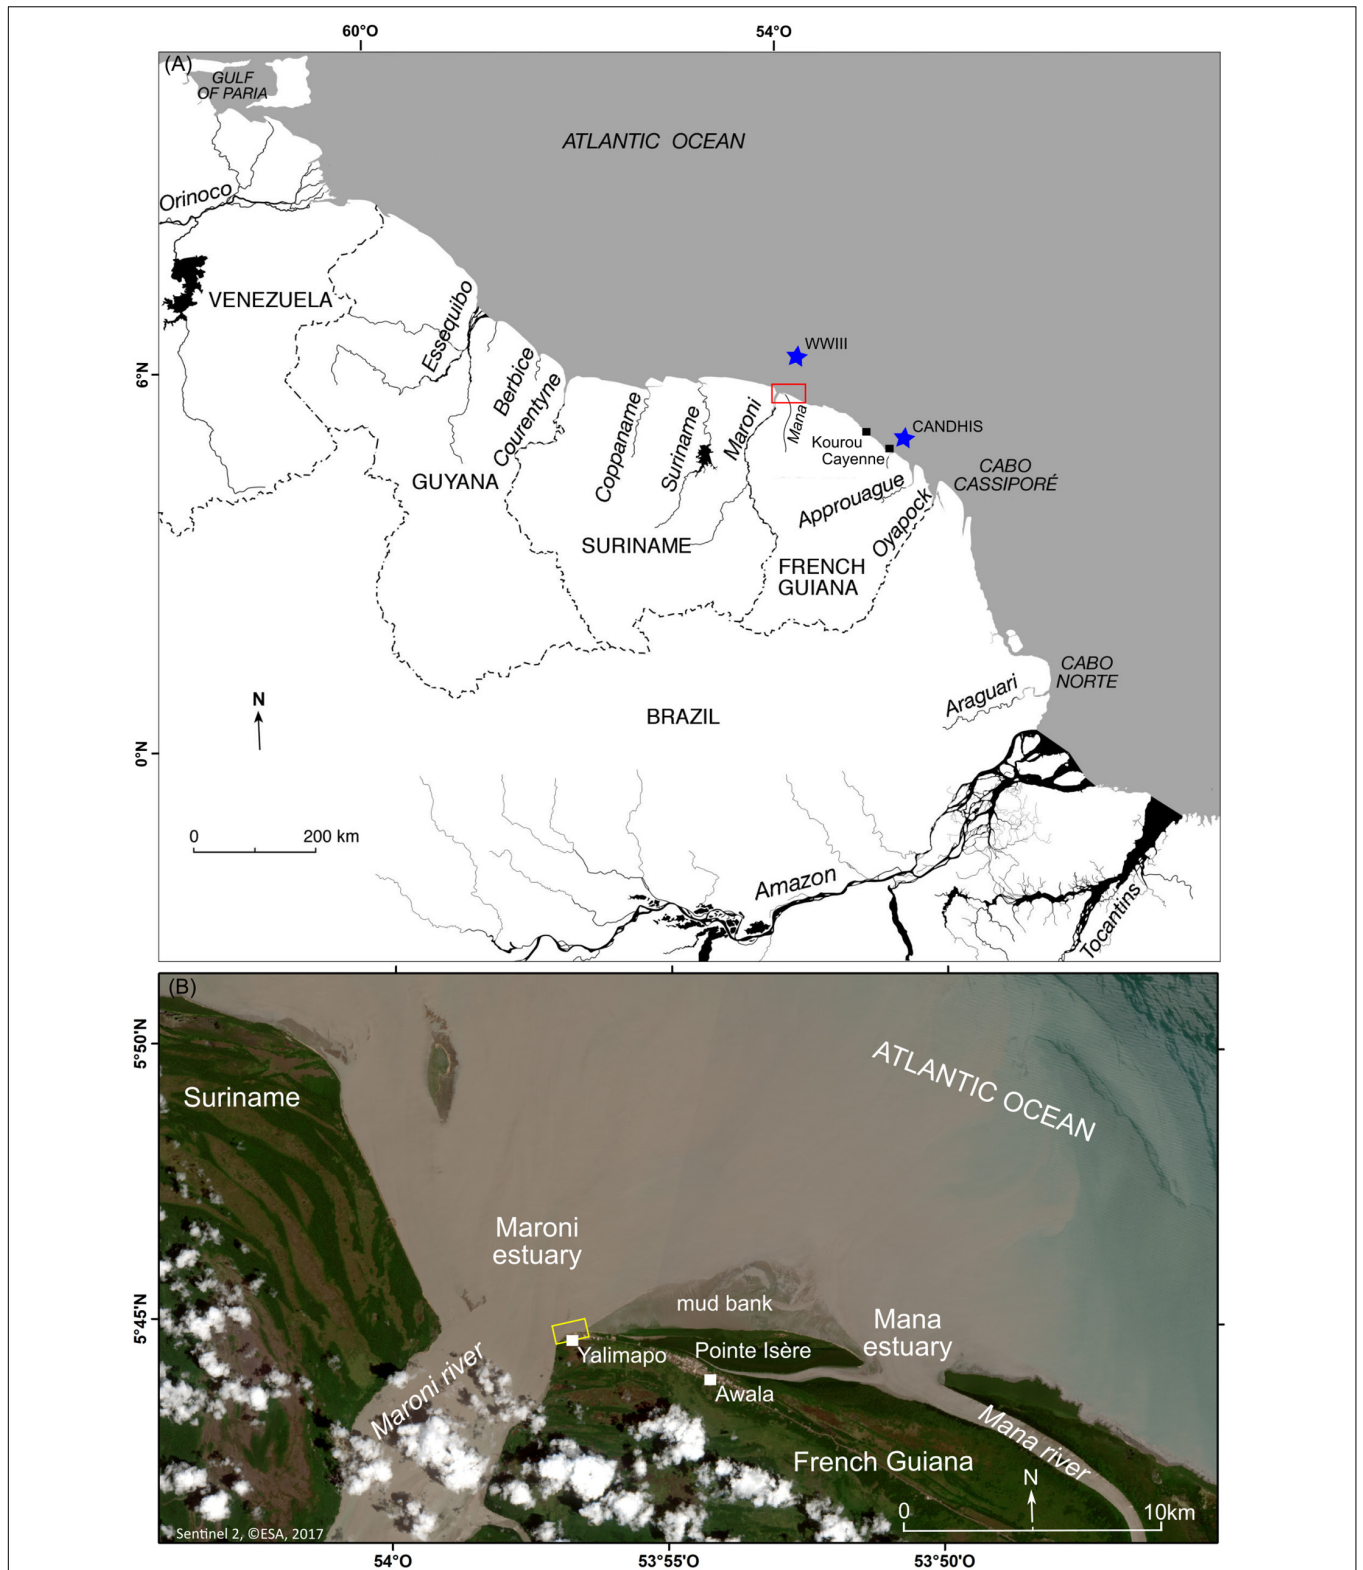 60°O
54°O
(A)
GULF
OF PARIA
ATLANTIC OCEAN
Orinoco
VENEZUELA
Essequibo
WWIII
6°N
Berbice
Courentyne
Coppaname
Suriname
Maroni
Mana
CANDHIS
Kourou
Cayenne
CABO
CASSIPORÉ
GUYANA
Approuague
Oyapock
SURINAME
FRENCH
GUIANA
CABO
NORTE
Araguari
N
BRAZIL
0°N
0
200 km
Amazon
Tocantins
(B)
5°50'N
ATLANTIC OCEAN
Suriname
Maroni
estuary
5°45'N
mud bank
Mana
estuary
Pointe Isère
Yalimapo
Awala
Maroni river
Mana river
French Guiana
N
0
10km
Sentinel 2, ©ESA, 2017
54°O
53°55'O
53°50'O